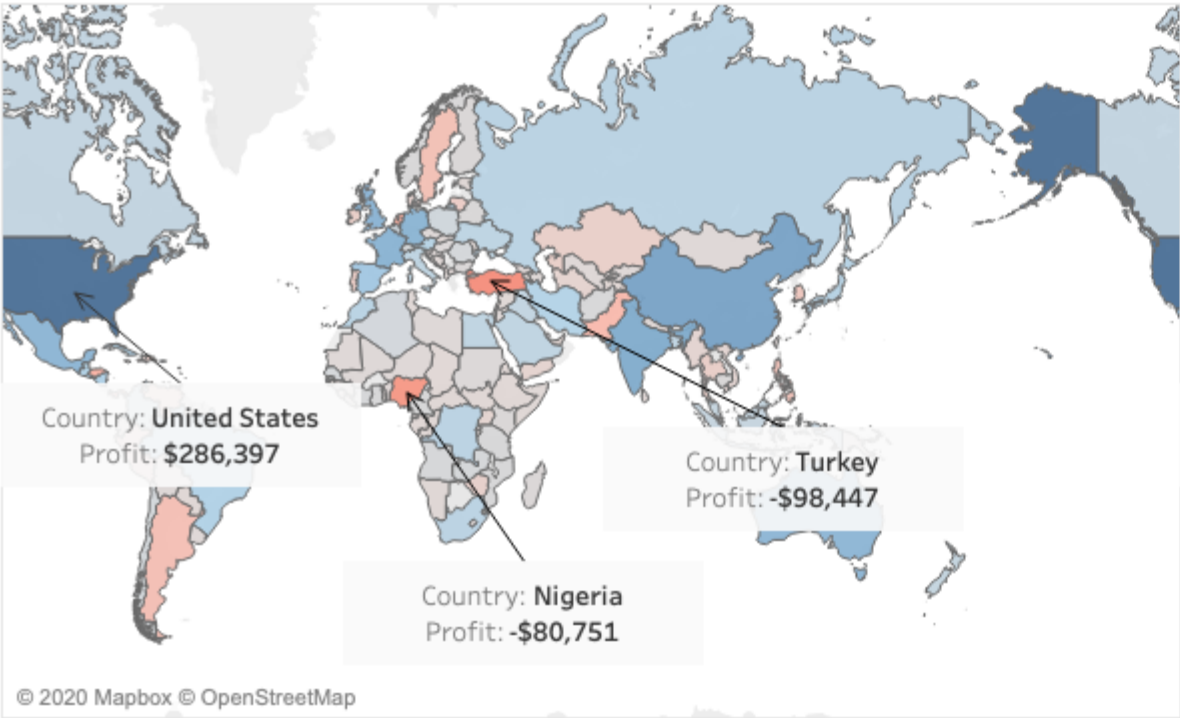 Country: United States
Profit: $286,397
Country: Turkey
Profit: -$98,447
Country: Nigeria
Profit: -$80,751
© 2020 Mapbox © OpenStreetMap